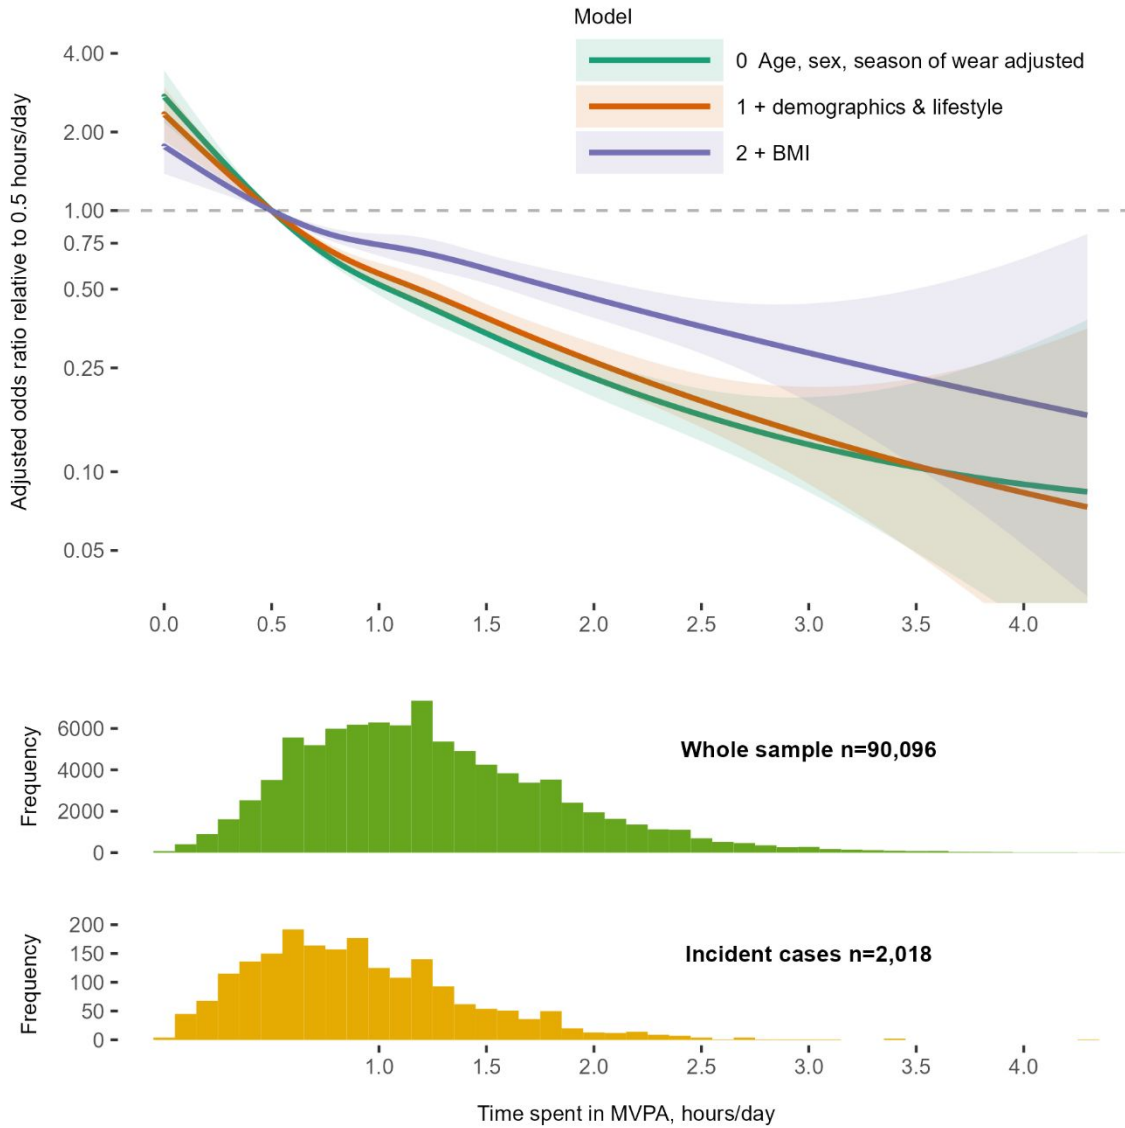 Model
0 Age, sex, season of wear adjusted
1 + demographics & lifestyle
2 + BMI
Adjusted odds ratio relative to 0.5 hours/day
4.00
2.00
1.00
0.75
0.50
0.25
0.10
0.05
0.0 0.5 1.0 1.5 2.0 2.5 3.0 3.5 4.0
Frequency
6000
4000
2000
0
Whole sample n=90,096
Frequency
200
150
100
50
0
Incident cases n=2,018
1.0 1.5 2.0 2.5 3.0 3.5 4.0
Time spent in MVPA, hours/day